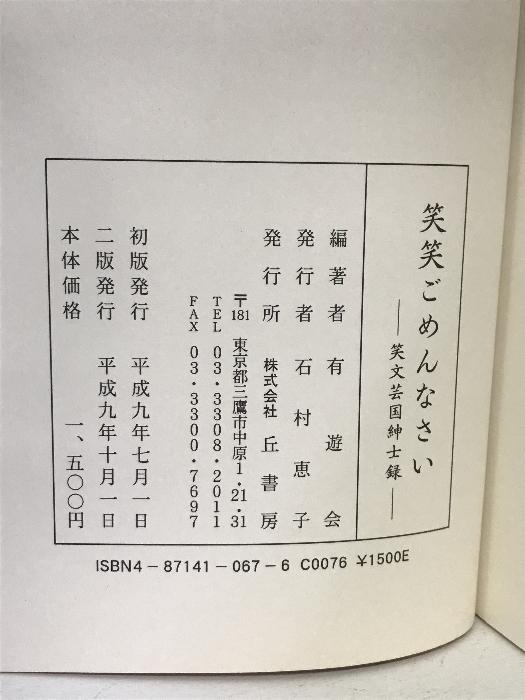 笑笑ごめんなさい
―笑文芸国紳士録―
編著者 有遊会
発行者 石村恵子
発行所 株式会社 丘書房
〒181 東京都三鷹市中原1・21・31
TEL 03・3308・2011
FAX 03・3300・7697
初版発行 平成九年七月一日
二版発行 平成九年十月一日
本体価格 一、五〇〇円
ISBN4-87141-067-6 C0076 ¥1500E